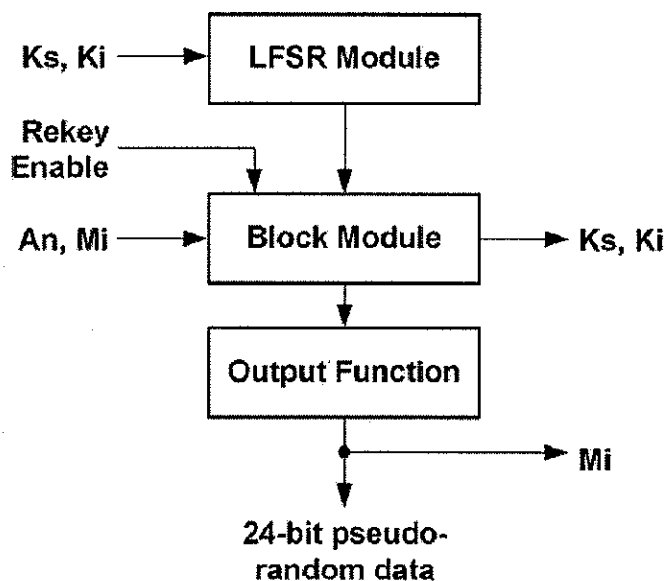 Ks, Ki
LFSR Module
Rekey
Enable
An, Mi
Block Module
Ks, Ki
Output Function
Mi
24-bit pseudo-
random data